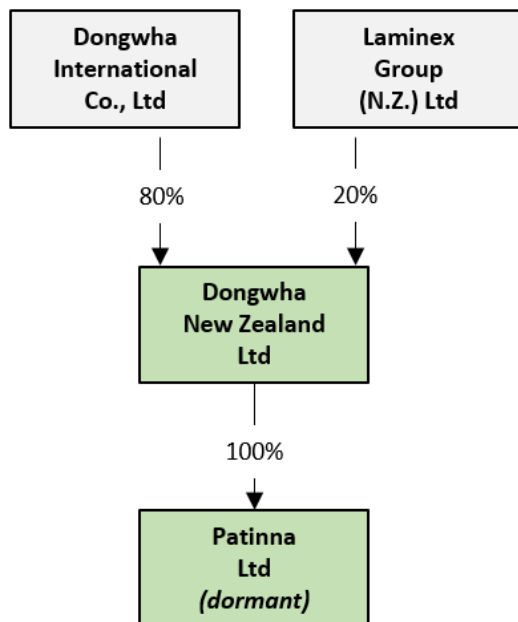 Dongwha
International
Co., Ltd
Laminex
Group
(N.Z.) Ltd
80%
20%
Dongwha
New Zealand
Ltd
100%
Patinna
Ltd
(dormant)